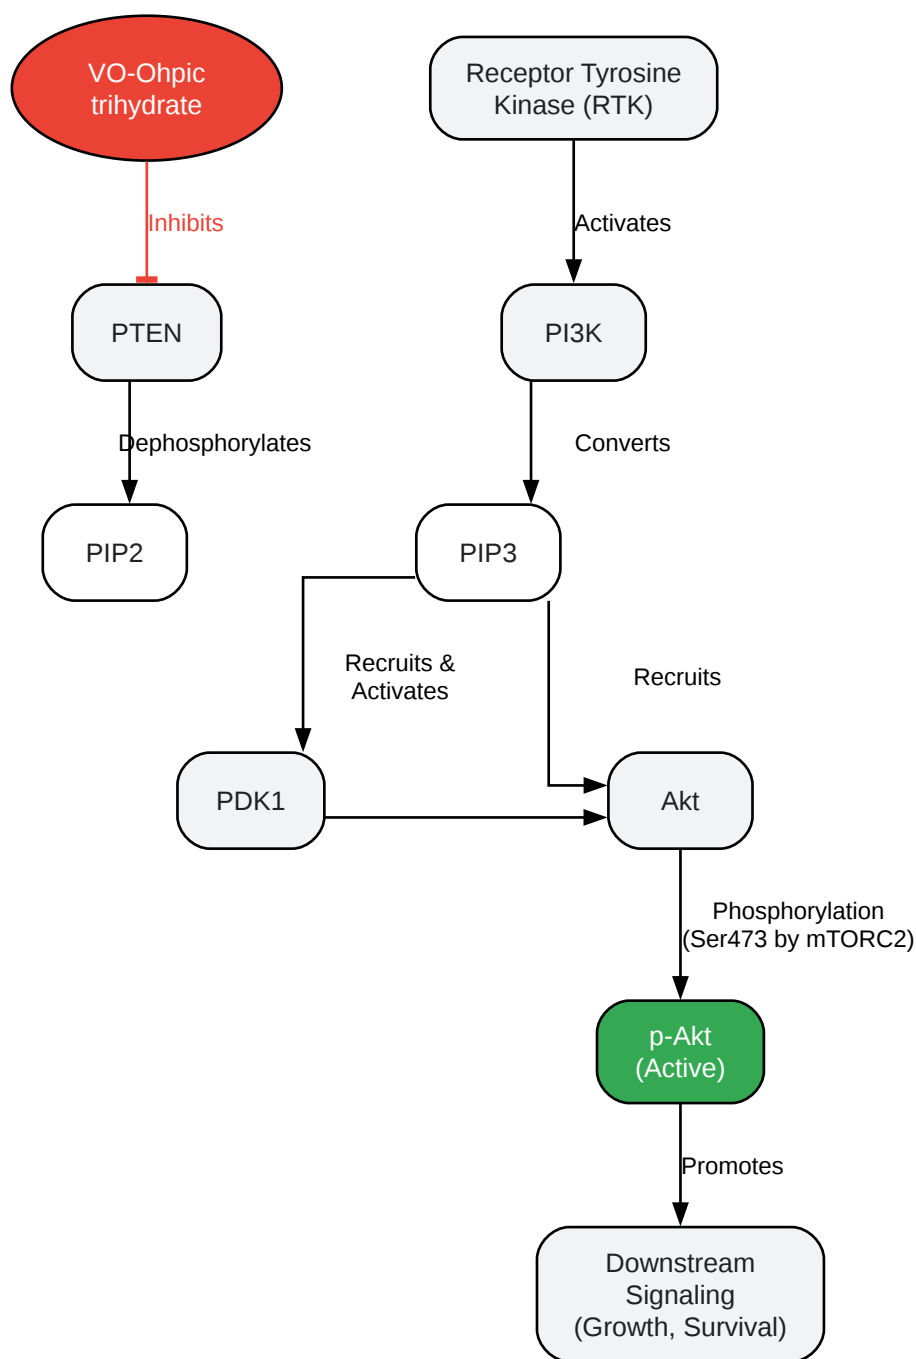 VO-Ohpic
trihydrate
Receptor Tyrosine
Kinase (RTK)
Inhibits
Activates
PTEN
PI3K
Dephosphorylates
Converts
PIP2
PIP3
Recruits &
Activates
Recruits
PDK1
Akt
Phosphorylation
(Ser473 by mTORC2)
p-Akt
(Active)
Promotes
Downstream
Signaling
(Growth, Survival)